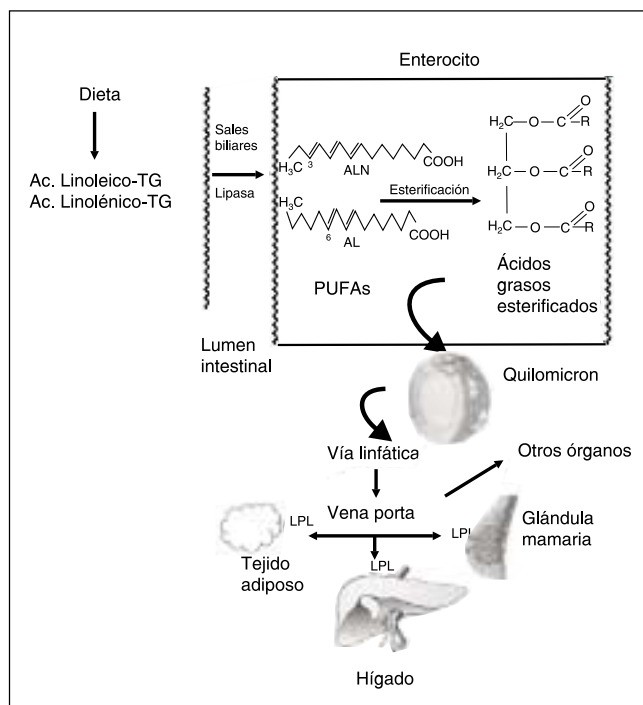 Enterocito
Dieta
Ac. Linoleico-TG
Ac. Linolénico-TG
Sales
biliares
Lipasa
H3C
3
ALN
COOH
Esterificación
H3C
6
AL
COOH
PUFAs
O
H2C — O — C — R
O
H2C — O — C — R
O
H2C — O — C — R
Ácidos
grasos
esterificados
Lumen
intestinal
Quilomicron
Vía linfática
Otros órganos
Vena porta
LPL
LPL
LPL
Tejido
adiposo
Glándula
mamaria
Hígado